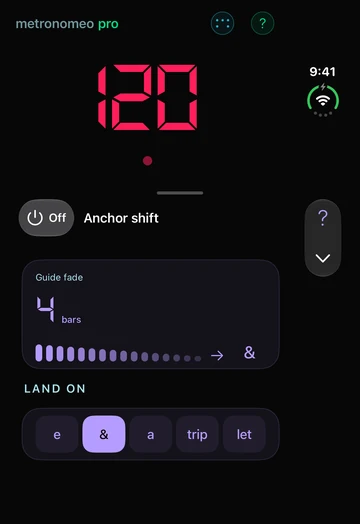 metronomeo pro
?
120
9:41
Off
Anchor shift
?
Guide fade
4 bars
→ &
LAND ON
e
&
a
trip
let